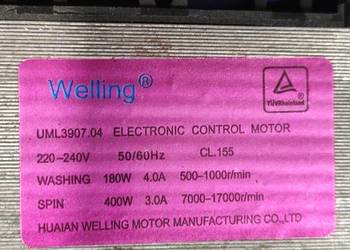 Welling®
TÜVRheinland
UML3907.04 ELECTRONIC CONTROL MOTOR
220-240V 50/60Hz CL.155
WASHING 180W 4.0A 500-1000r/min
SPIN 400W 3.0A 7000-17000r/min
HUAIAN WELLING MOTOR MANUFACTURING CO.,LTD